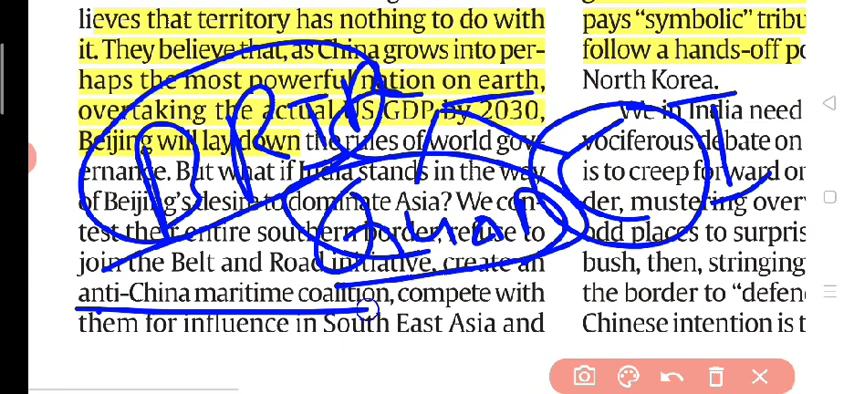 lieves that territory has nothing to do with
it. They believe that, as China grows into per-
haps the most powerful nation on earth,
overtaking the actual US GDP by 2030,
Beijing will lay down the rules of world gov-
ernance. But what if India stands in the way
of Beijing's desire to dominate Asia? We con-
test their entire southern border, refuse to
join the Belt and Road initiative, create an
anti-China maritime coalition, compete with
them for influence in South East Asia and
pays "symbolic" tribu
follow a hands-off po
North Korea.
We in India need
vociferous debate on
is to creep forward or
der, mustering over
odd places to surpris
bush, then, stringing
the border to "defen
Chinese intention is t
BRI
Quad